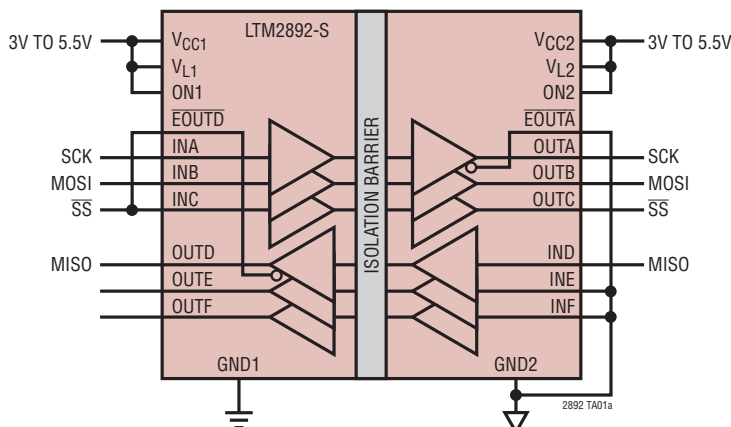 LTM2892-S
3V TO 5.5V
VCC1
VL1
ON1
EOUTD
SCK
INA
MOSI
INB
SS
INC
MISO
OUTD
OUTE
OUTF
GND1
ISOLATION BARRIER
VCC2
3V TO 5.5V
VL2
ON2
EOUTA
OUTA
SCK
OUTB
MOSI
OUTC
SS
IND
MISO
INE
INF
GND2
2892 TA01a